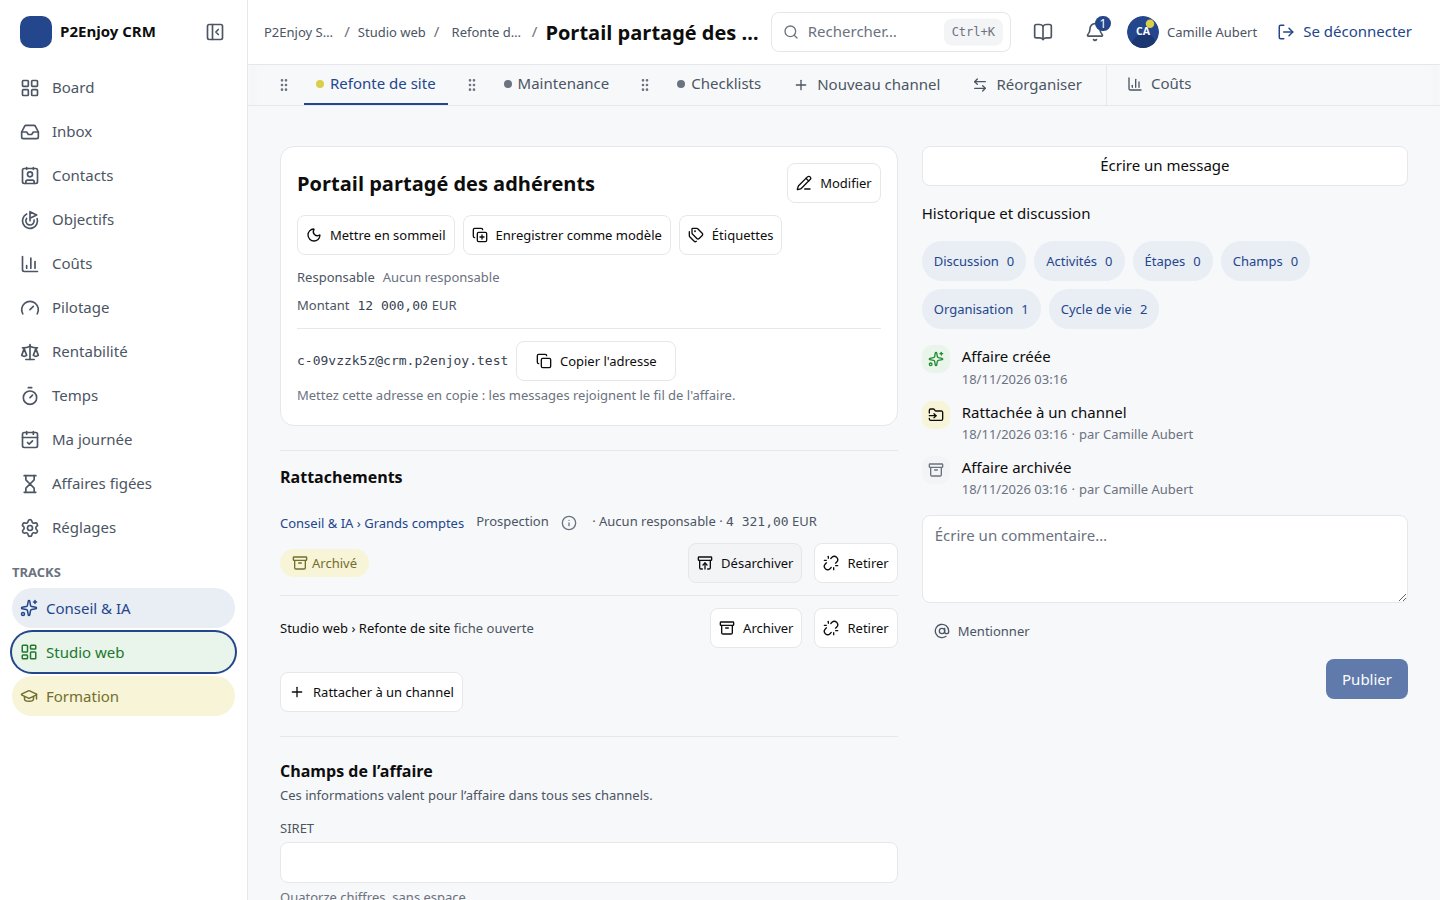 P2Enjoy CRM
Board
Inbox
Contacts
Objectifs
Coûts
Pilotage
Rentabilité
Temps
Ma journée
Affaires figées
Réglages
TRACKS
Conseil & IA
Studio web
Formation
P2Enjoy S... / Studio web / Refonte d... / Portail partagé des ...
Rechercher... Ctrl+K
1
CA Camille Aubert
Se déconnecter
Refonte de site
Maintenance
Checklists
Nouveau channel
Réorganiser
Coûts
Portail partagé des adhérents
Modifier
Mettre en sommeil
Enregistrer comme modèle
Étiquettes
Responsable Aucun responsable
Montant 12 000,00 EUR
c-09vzzk5z@crm.p2enjoy.test
Copier l'adresse
Mettez cette adresse en copie : les messages rejoignent le fil de l'affaire.
Rattachements
Conseil & IA › Grands comptes Prospection · Aucun responsable · 4 321,00 EUR
Archivé
Désarchiver
Retirer
Studio web › Refonte de site fiche ouverte
Archiver
Retirer
Rattacher à un channel
Champs de l’affaire
Ces informations valent pour l’affaire dans tous ses channels.
SIRET
Quatorze chiffres, sans espace
Écrire un message
Historique et discussion
Discussion 0
Activités 0
Étapes 0
Champs 0
Organisation 1
Cycle de vie 2
Affaire créée
18/11/2026 03:16
Rattachée à un channel
18/11/2026 03:16 · par Camille Aubert
Affaire archivée
18/11/2026 03:16 · par Camille Aubert
Écrire un commentaire...
Mentionner
Publier